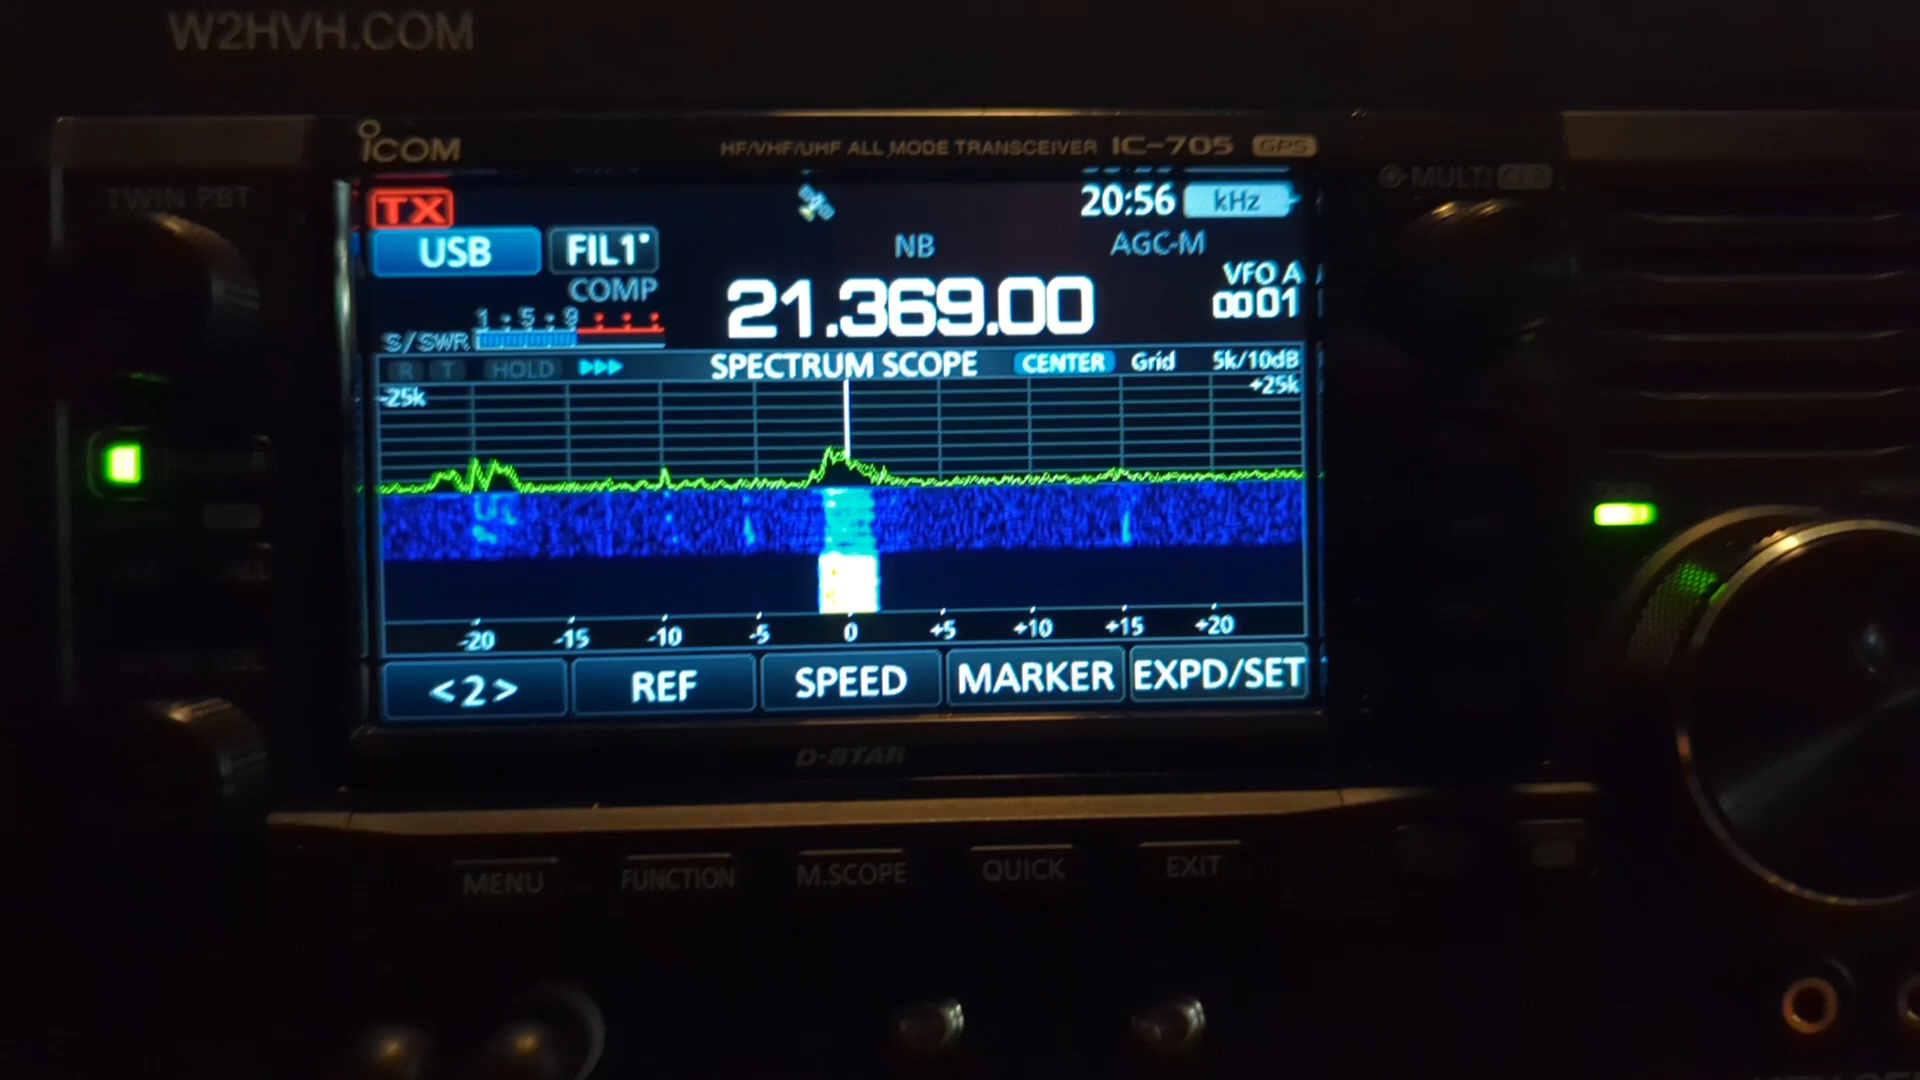 W2HVH.COM
iCOM
HF/VHF/UHF ALL MODE TRANSCEIVER IC-705 GPS
TWIN PBT
MULTI
TX
20:56
kHz
USB
FIL1
NB
AGC-M
COMP
21.369.00
VFO A
0001
1 5 9
S/SWR
R T HOLD
SPECTRUM SCOPE
CENTER
Grid
5k/10dB
-25k
+25k
-20 -15 -10 -5 0 +5 +10 +15 +20
<2>
REF
SPEED
MARKER
EXPD/SET
D-STAR
MENU
FUNCTION
M.SCOPE
QUICK
EXIT